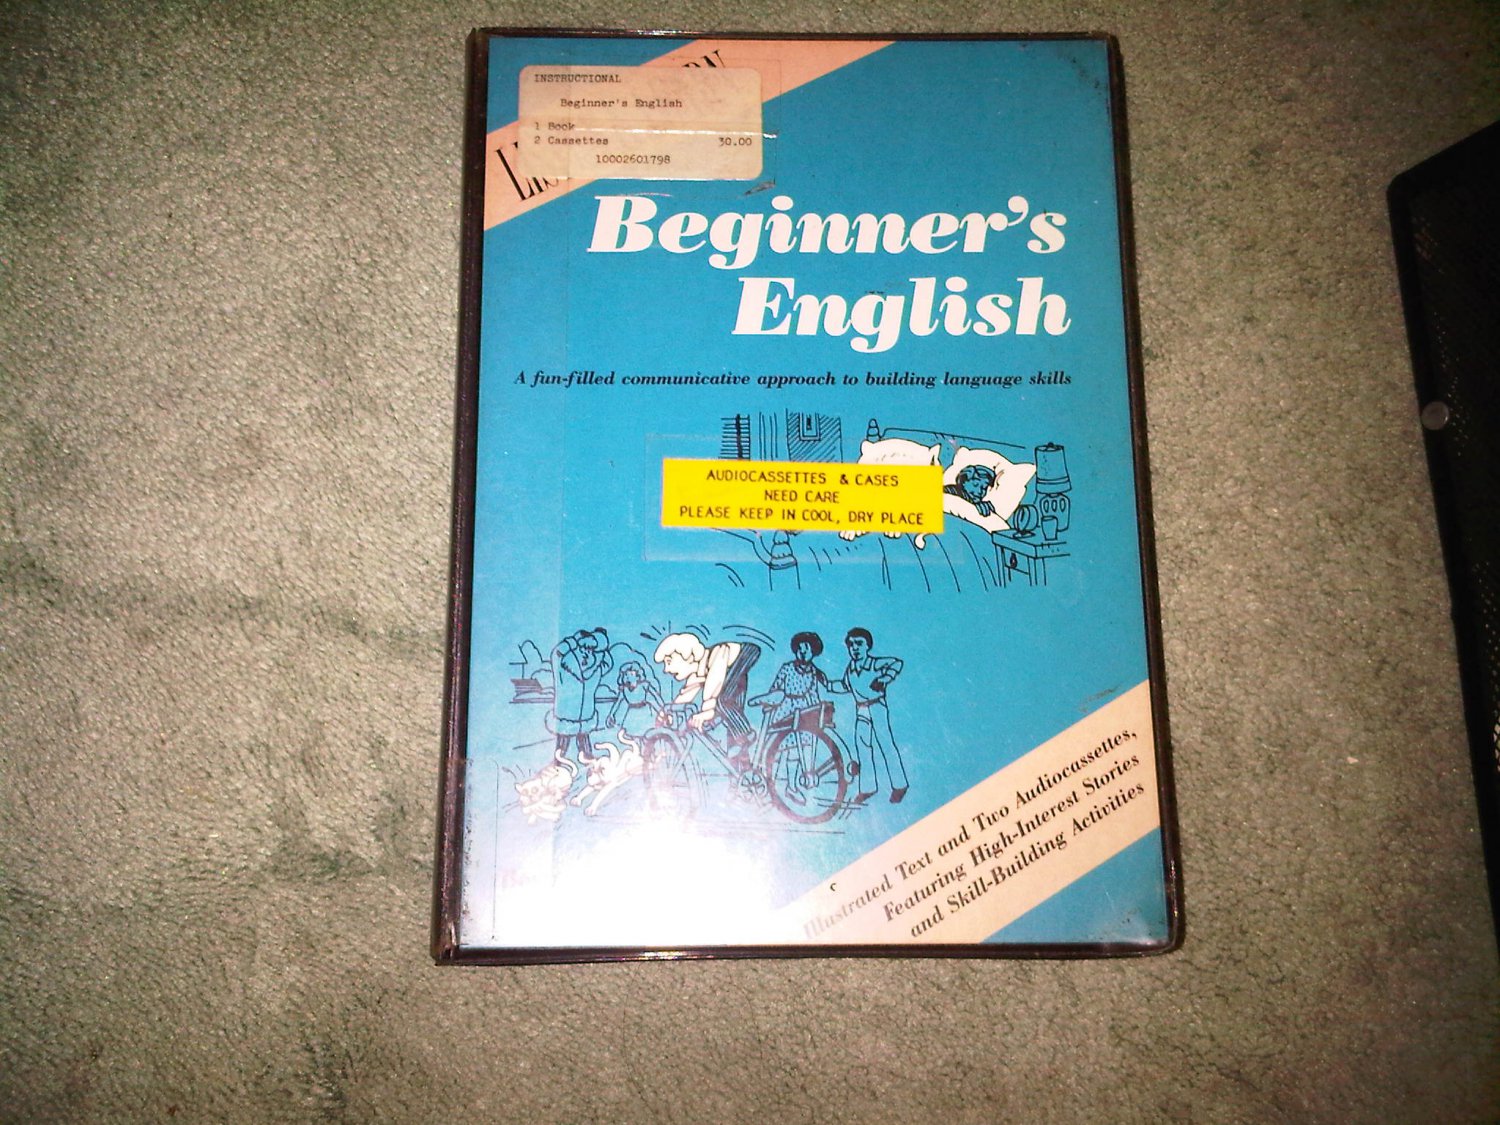 INSTRUCTIONAL
Beginner's English
1 Book
2 Cassettes 30.00
10002601798
Beginner's
English
A fun-filled communicative approach to building language skills
AUDIOCASSETTES & CASES
NEED CARE
PLEASE KEEP IN COOL, DRY PLACE
Illustrated Text and Two Audiocassettes,
Featuring High-Interest Stories
and Skill-Building Activities